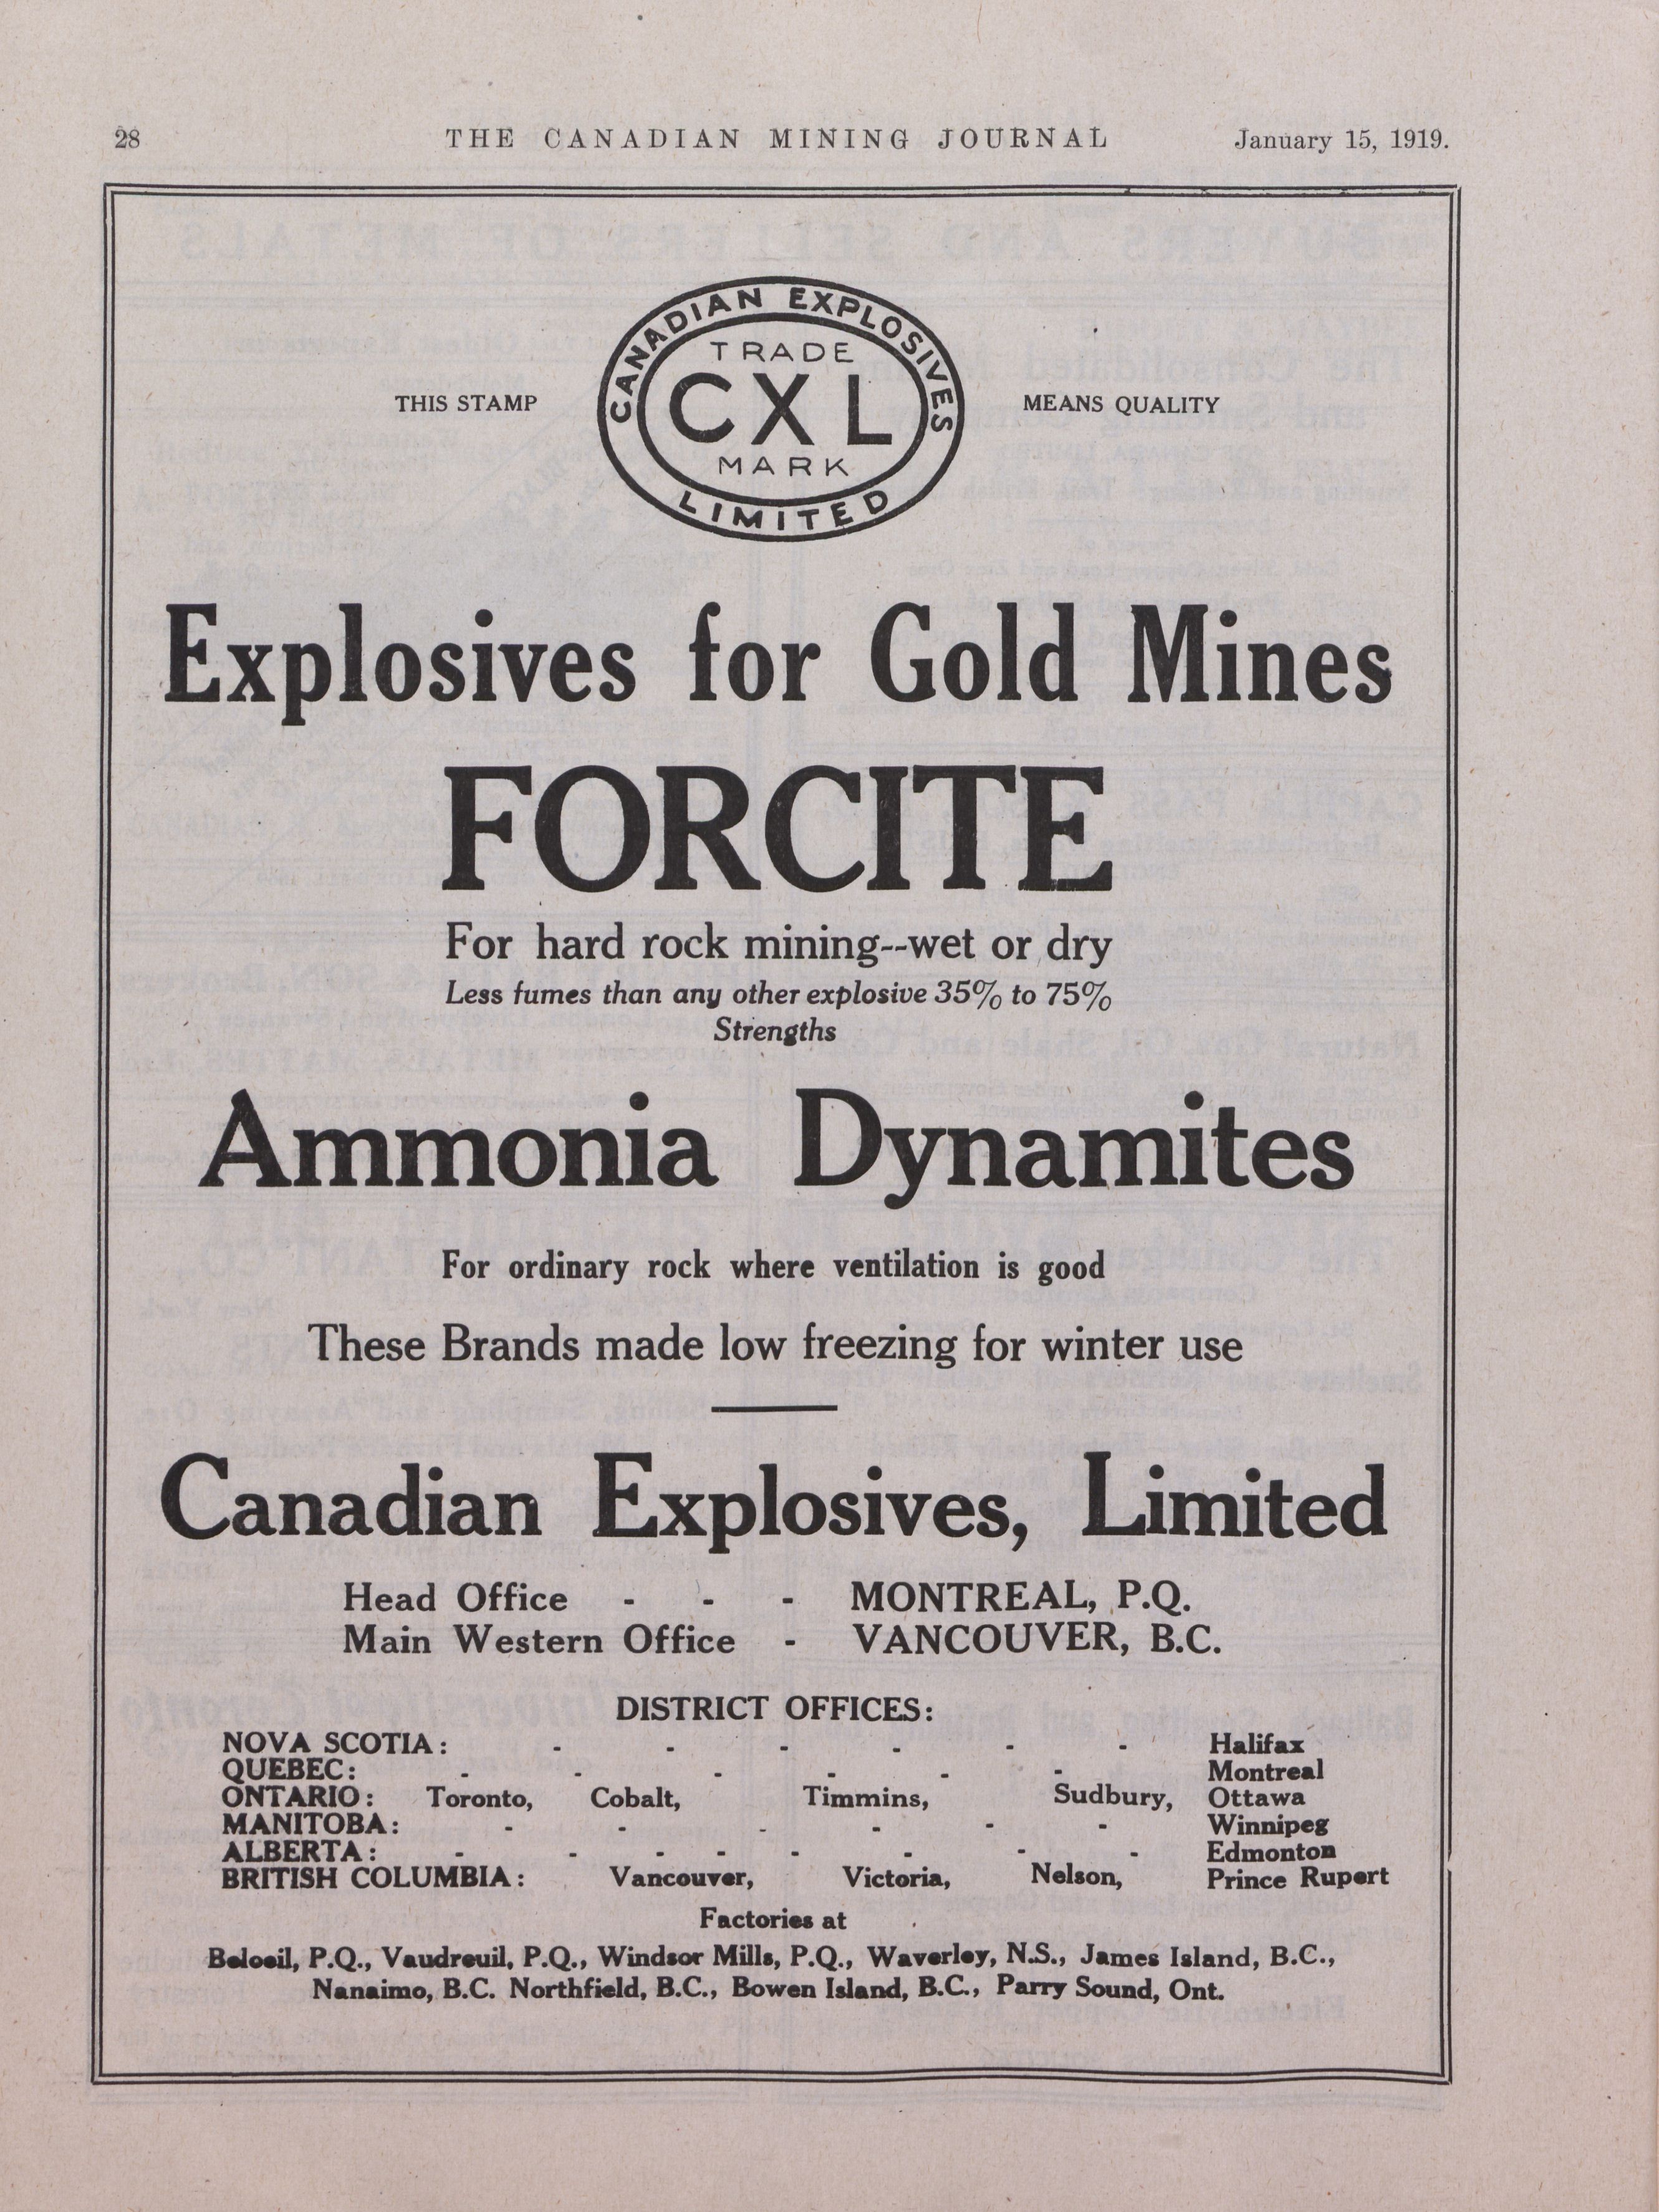 28 THE CANADIAN MINING JOURNAL January 15, 1919.
CANADIAN EXPLOSIVES
TRADE
THIS STAMP CXL MEANS QUALITY
MARK
LIMITED
Explosives for Gold Mines
FORCITE
For hard rock mining--wet or dry
Less fumes than any other explosive 35% to 75%
Strengths
Ammonia Dynamites
For ordinary rock where ventilation is good
These Brands made low freezing for winter use
Canadian Explosives, Limited
Head Office - - - MONTREAL, P.Q.
Main Western Office - VANCOUVER, B.C.
DISTRICT OFFICES:
NOVA SCOTIA: - - - - - - Halifax
QUEBEC: - - - - - - Montreal
ONTARIO: Toronto, Cobalt, Timmins, Sudbury, Ottawa
MANITOBA: - - - - - - Winnipeg
ALBERTA: - - - - - - - - Edmonton
BRITISH COLUMBIA: Vancouver, Victoria, Nelson, Prince Rupert
Factories at
Beloeil, P.Q., Vaudreuil, P.Q., Windsor Mills, P.Q., Waverley, N.S., James Island, B.C.,
Nanaimo, B.C. Northfield, B.C., Bowen Island, B.C., Parry Sound, Ont.